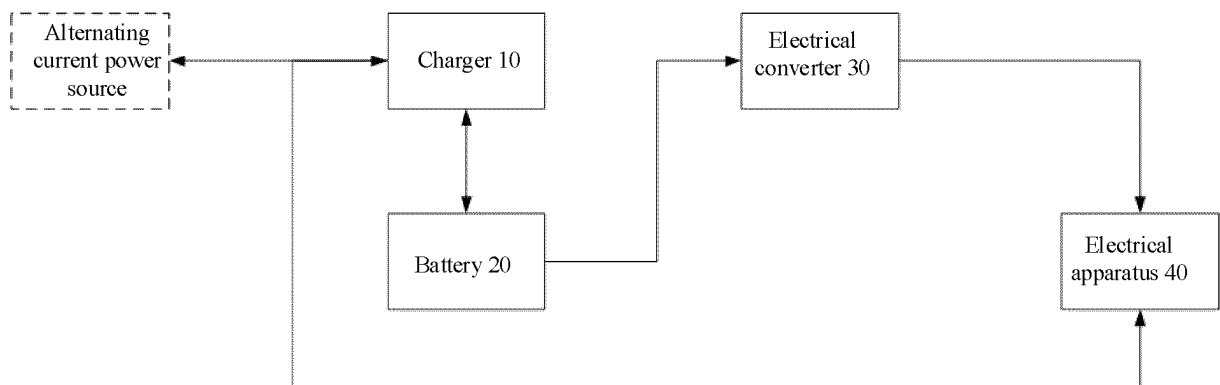 Alternating
current power
source
Charger 10
Electrical
converter 30
Battery 20
Electrical
apparatus 40